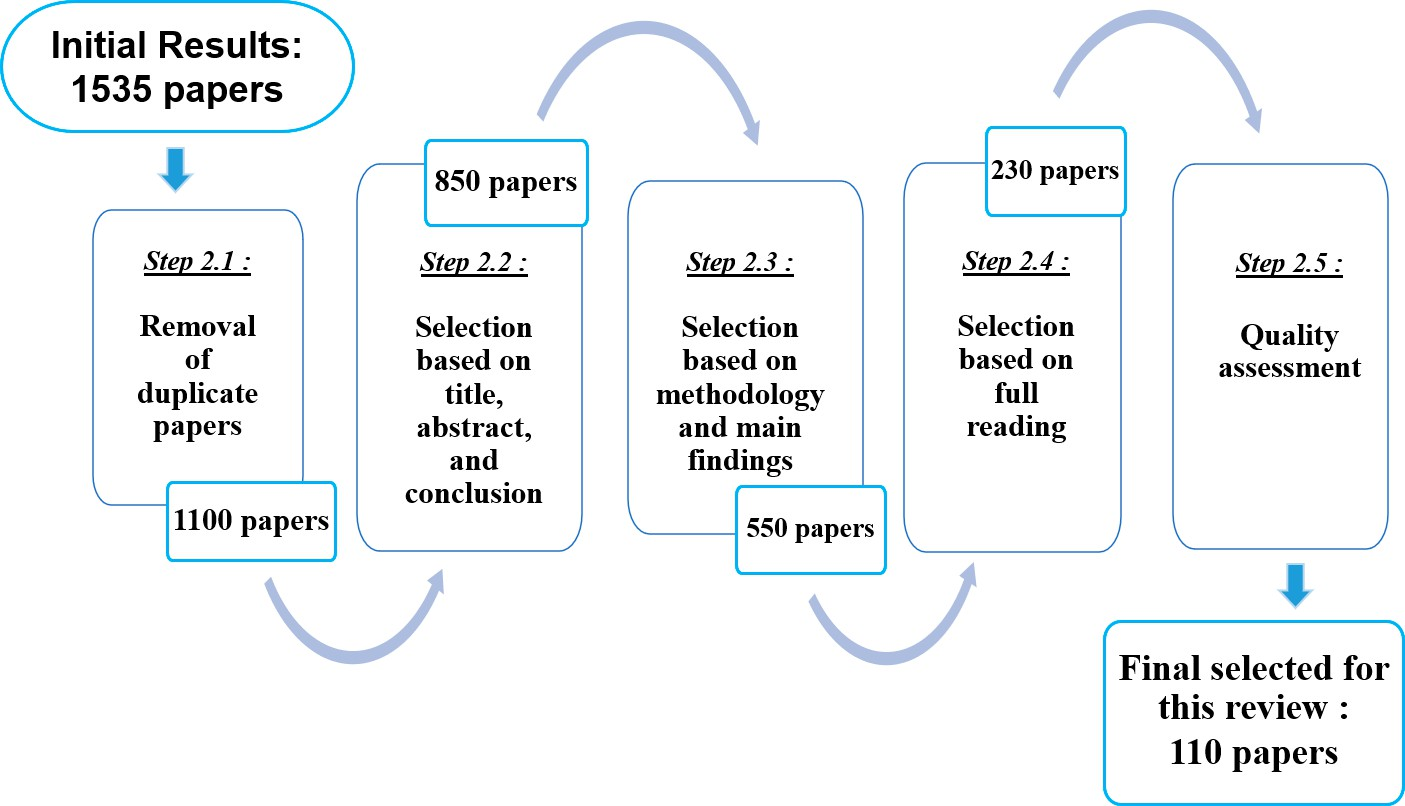 Initial Results:
1535 papers
Step 2.1 :
Removal
of
duplicate
papers
1100 papers
850 papers
Step 2.2 :
Selection
based on
title,
abstract,
and
conclusion
Step 2.3 :
Selection
based on
methodology
and main
findings
550 papers
230 papers
Step 2.4 :
Selection
based on
full
reading
Step 2.5 :
Quality
assessment
Final selected for
this review :
110 papers